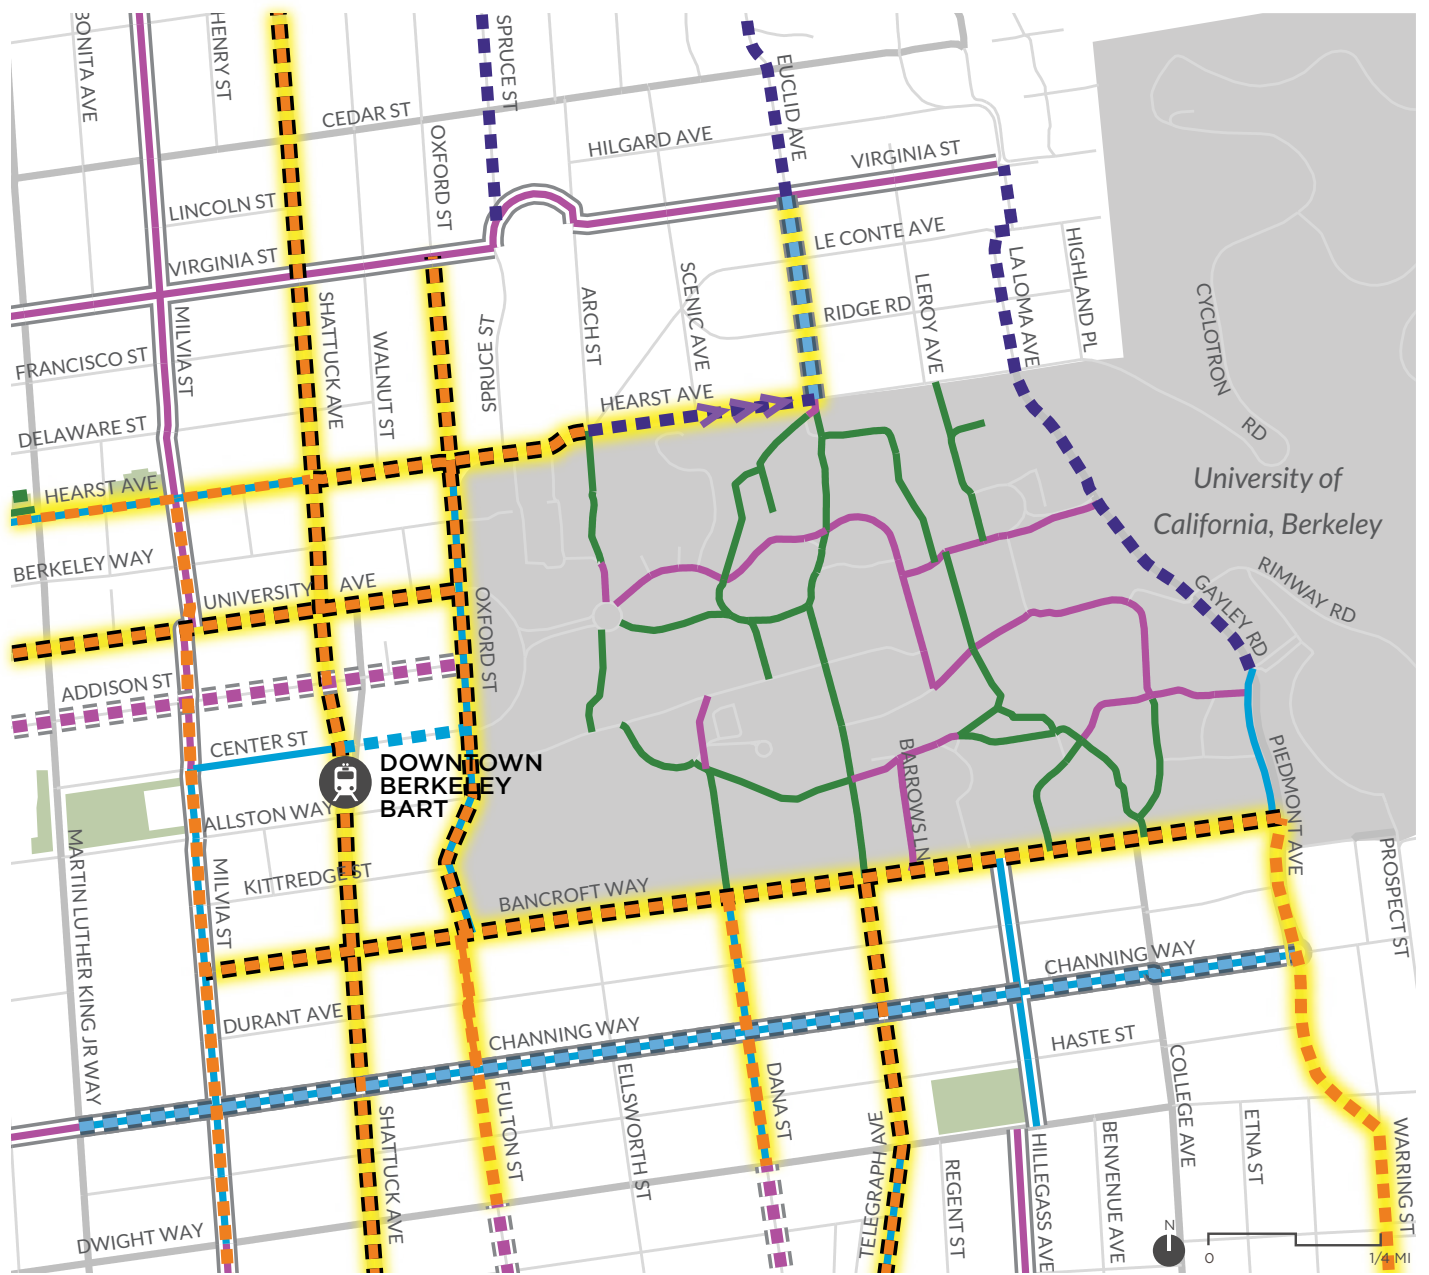 BONITA AVE
HENRY ST
SPRUCE ST
EUCLID AVE
CEDAR ST
OXFORD ST
HILGARD AVE
VIRGINIA ST
LINCOLN ST
VIRGINIA ST
LE CONTE AVE
HIGHLAND PL
LA LOMA AVE
SCENIC AVE
LEROY AVE
ARCH ST
CYCLOTRON
RD
RIDGE RD
MILVIA ST
SHATTUCK AVE
WALNUT ST
SPRUCE ST
FRANCISCO ST
HEARST AVE
DELAWARE ST
HEARST AVE
University of
California, Berkeley
BERKELEY WAY
UNIVERSITY AVE
OXFORD ST
GAYLEY RD
RIMWAY RD
ADDISON ST
CENTER ST
DOWNTOWN
BERKELEY
BART
BARROWS LN
PIEDMONT AVE
ALLSTON WAY
MARTIN LUTHER KING JR WAY
MILVIA ST
KITTREDGE ST
BANCROFT WAY
PROSPECT ST
CHANNING WAY
DURANT AVE
CHANNING WAY
HASTE ST
SHATTUCK AVE
FULTON ST
ELLSWORTH ST
DANA ST
TELEGRAPH AVE
REGENT ST
HILLEGASS AVE
BENVENUE AVE
COLLEGE AVE
ETNA ST
WARRING ST
DWIGHT WAY
N
0
1/4 MI